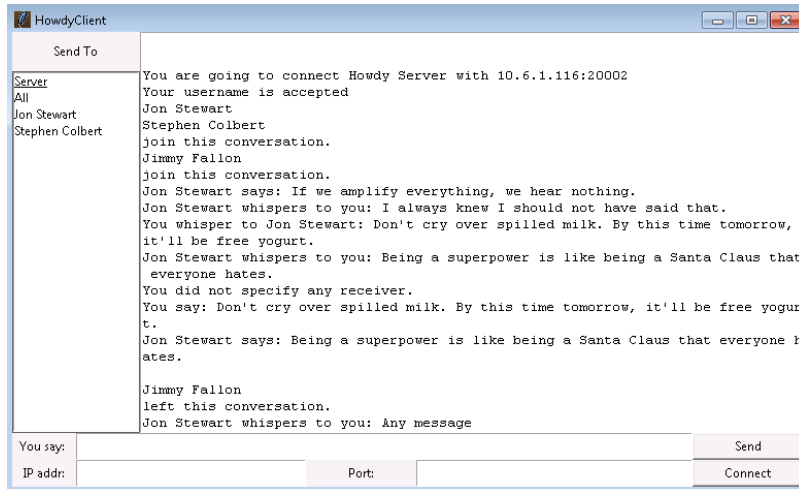 HowdyClient
Send To
Server
All
Jon Stewart
Stephen Colbert
You are going to connect Howdy Server with 10.6.1.116:20002
Your username is accepted
Jon Stewart
Stephen Colbert
join this conversation.
Jimmy Fallon
join this conversation.
Jon Stewart says: If we amplify everything, we hear nothing.
Jon Stewart whispers to you: I always knew I should not have said that.
You whisper to Jon Stewart: Don't cry over spilled milk. By this time tomorrow,
it'll be free yogurt.
Jon Stewart whispers to you: Being a superpower is like being a Santa Claus that
everyone hates.
You did not specify any receiver.
You say: Don't cry over spilled milk. By this time tomorrow, it'll be free yogur
t.
Jon Stewart says: Being a superpower is like being a Santa Claus that everyone h
ates.
Jimmy Fallon
left this conversation.
Jon Stewart whispers to you: Any message
You say:
Send
IP addr:
Port:
Connect